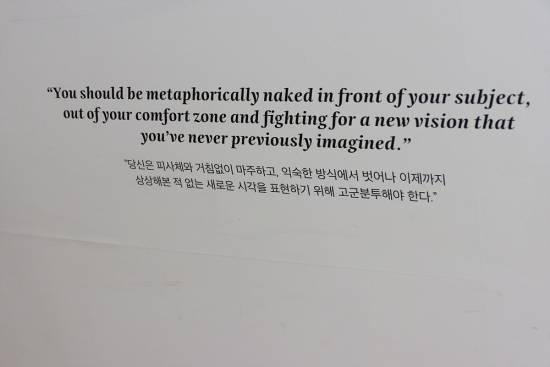 “You should be metaphorically naked in front of your subject,
out of your comfort zone and fighting for a new vision that
you’ve never previously imagined.”
“당신은 피사체와 거침없이 마주하고, 익숙한 방식에서 벗어나 이제까지
상상해본 적 없는 새로운 시각을 표현하기 위해 고군분투해야 한다.”